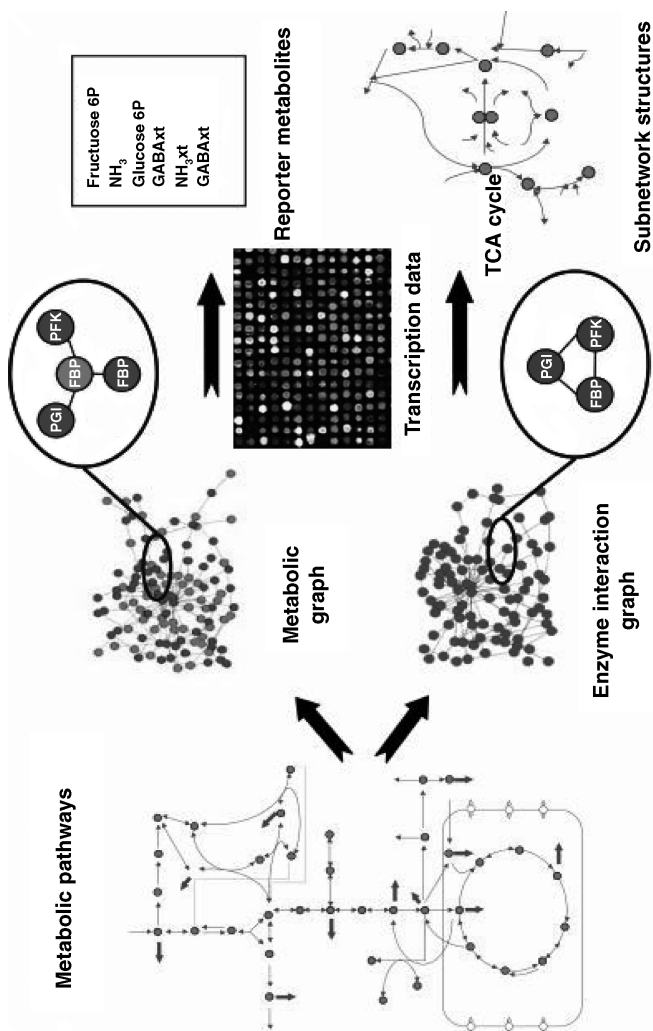 Metabolic pathways
Metabolic
graph
Enzyme interaction
graph
PGI
FBP
PFK
FBP
PGI
FBP
PFK
Transcription data
Fructuose 6P
NH3
Glucose 6P
GABAxt
NH3xt
GABAxt
Reporter metabolites
TCA cycle
Subnetwork structures